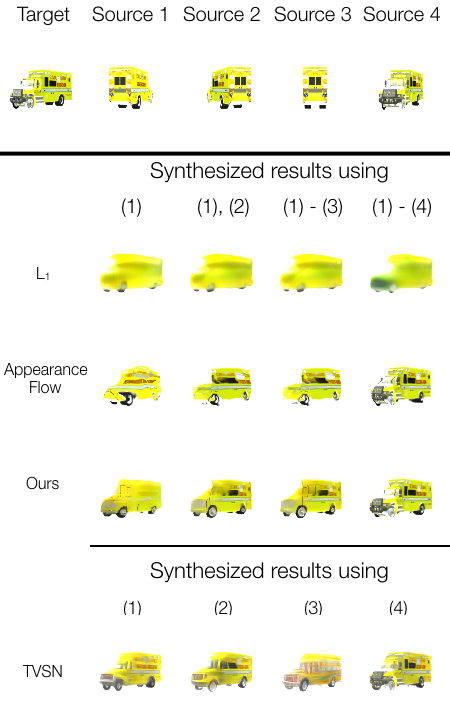 Target Source 1 Source 2 Source 3 Source 4
Synthesized results using
(1) (1), (2) (1) - (3) (1) - (4)
L₁
Appearance
Flow
Ours
Synthesized results using
(1) (2) (3) (4)
TVSN